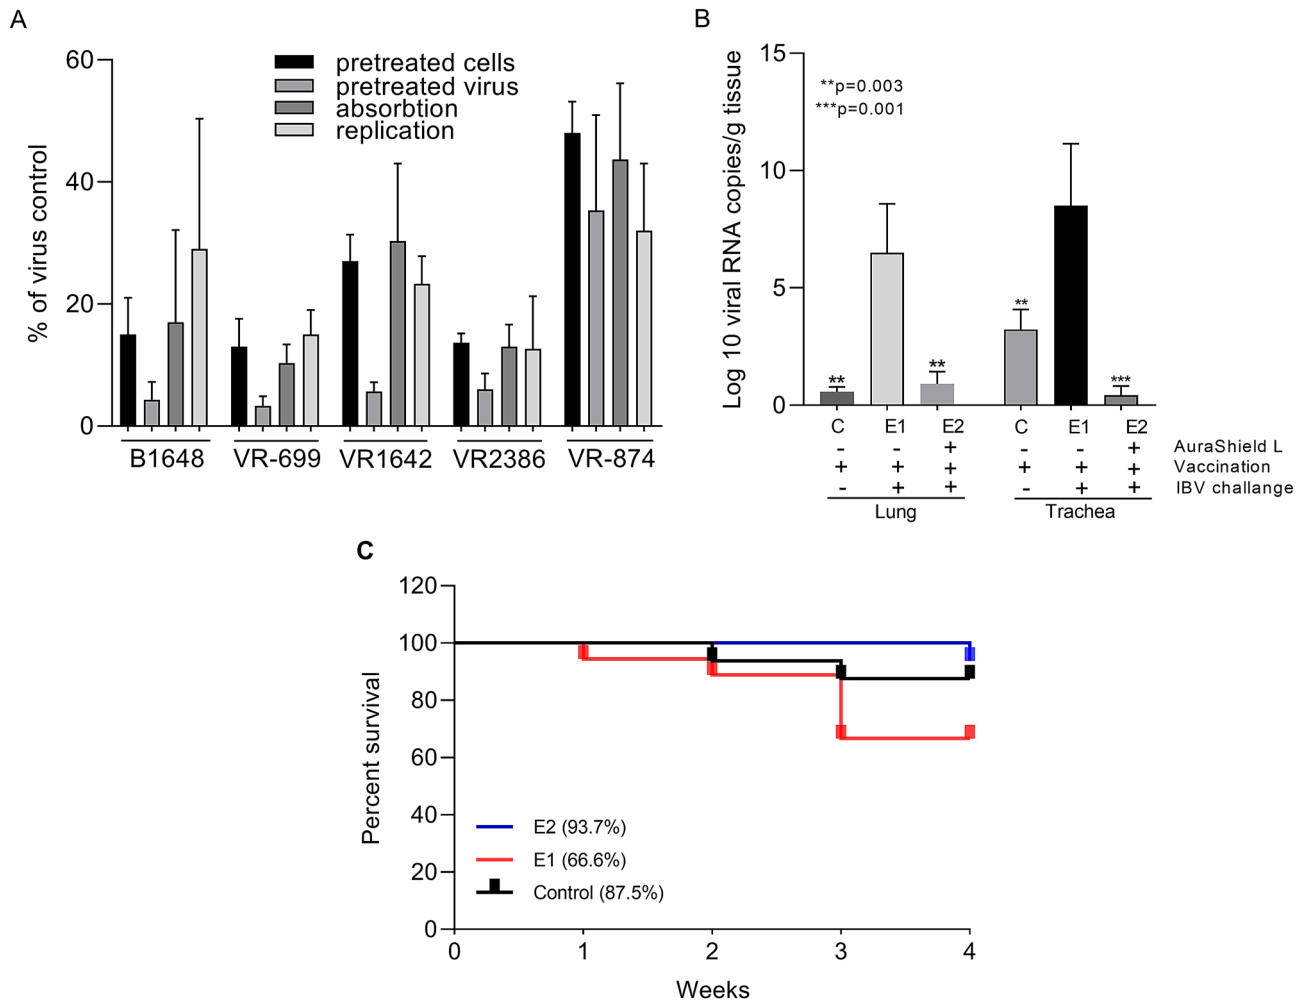 A
60
40
20
0
% of virus control
pretreated cells
pretreated virus
absorbtion
replication
B1648
VR-699
VR1642
VR2386
VR-874
B
15
10
5
0
Log 10 viral RNA copies/g tissue
**p=0.003
***p=0.001
**
**
**
***
C E1 E2 C E1 E2
- - + - - + AuraShield L
+ + + + + + Vaccination
- + + - + + IBV challange
Lung
Trachea
C
120
100
80
60
40
20
0
Percent survival
E2 (93.7%)
E1 (66.6%)
Control (87.5%)
0 1 2 3 4
Weeks